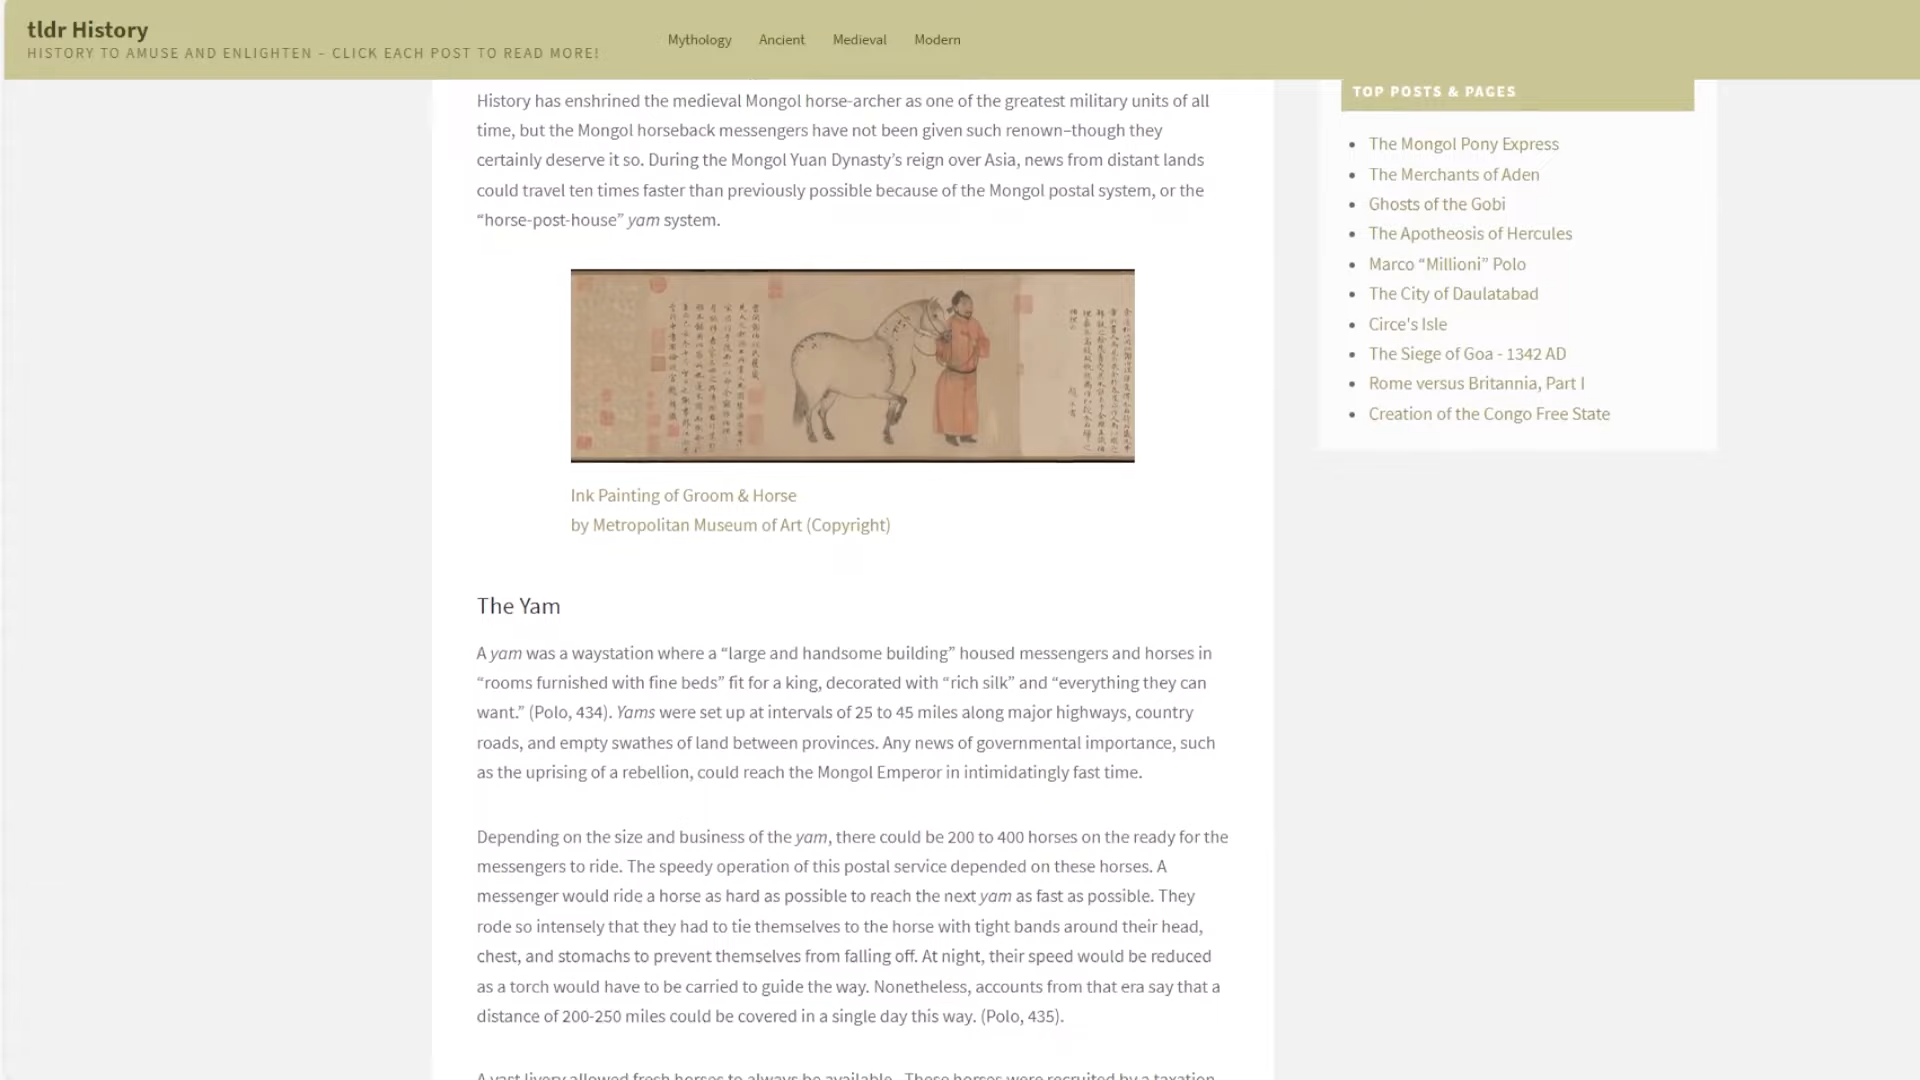 tldr History
HISTORY TO AMUSE AND ENLIGHTEN – CLICK EACH POST TO READ MORE!
Mythology
Ancient
Medieval
Modern
History has enshrined the medieval Mongol horse-archer as one of the greatest military units of all
time, but the Mongol horseback messengers have not been given such renown–though they
certainly deserve it so. During the Mongol Yuan Dynasty’s reign over Asia, news from distant lands
could travel ten times faster than previously possible because of the Mongol postal system, or the
“horse-post-house” yam system.
Ink Painting of Groom & Horse
by Metropolitan Museum of Art (Copyright)
The Yam
A yam was a waystation where a “large and handsome building” housed messengers and horses in
“rooms furnished with fine beds” fit for a king, decorated with “rich silk” and “everything they can
want.” (Polo, 434). Yams were set up at intervals of 25 to 45 miles along major highways, country
roads, and empty swathes of land between provinces. Any news of governmental importance, such
as the uprising of a rebellion, could reach the Mongol Emperor in intimidatingly fast time.
Depending on the size and business of the yam, there could be 200 to 400 horses on the ready for the
messengers to ride. The speedy operation of this postal service depended on these horses. A
messenger would ride a horse as hard as possible to reach the next yam as fast as possible. They
rode so intensely that they had to tie themselves to the horse with tight bands around their head,
chest, and stomachs to prevent themselves from falling off. At night, their speed would be reduced
as a torch would have to be carried to guide the way. Nonetheless, accounts from that era say that a
distance of 200-250 miles could be covered in a single day this way. (Polo, 435).
A vast livery allowed fresh horses to always be available. These horses were recruited by a taxation
TOP POSTS & PAGES
The Mongol Pony Express
The Merchants of Aden
Ghosts of the Gobi
The Apotheosis of Hercules
Marco “Millioni” Polo
The City of Daulatabad
Circe's Isle
The Siege of Goa - 1342 AD
Rome versus Britannia, Part I
Creation of the Congo Free State